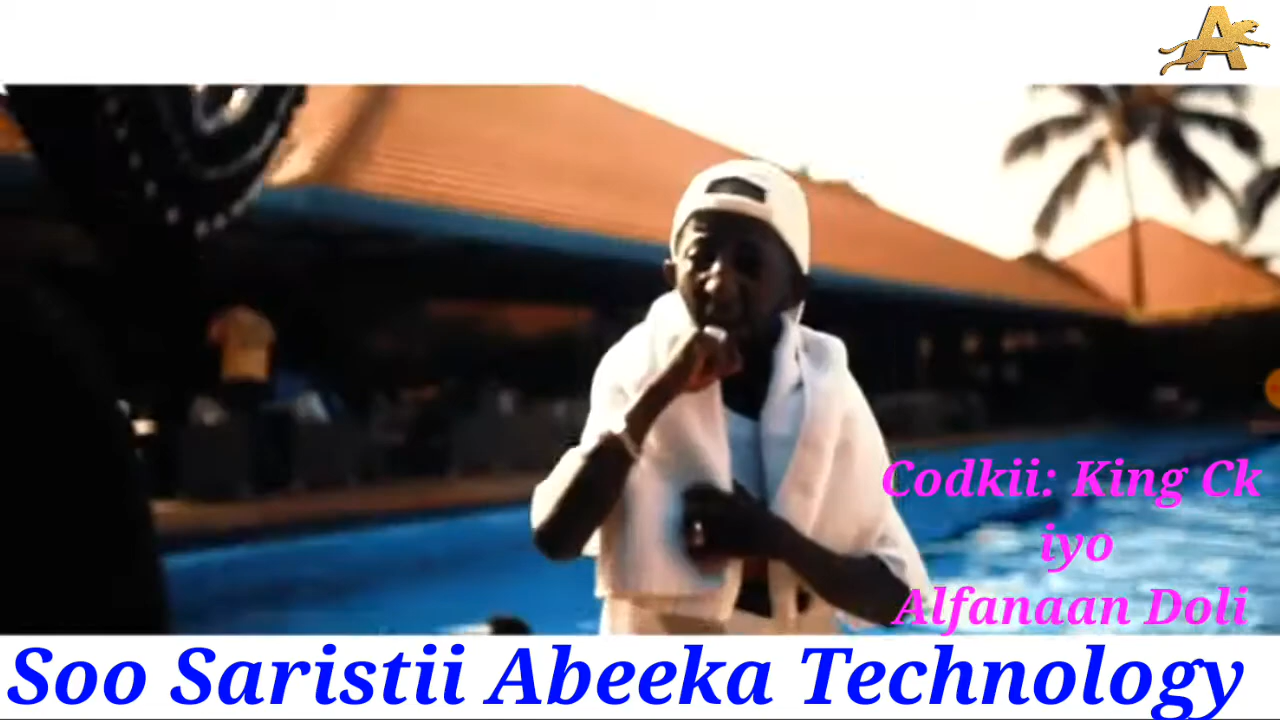 A
Codkii: King Ck
iyo
Alfanaan Doli
Soo Saristii Abeeka Technology